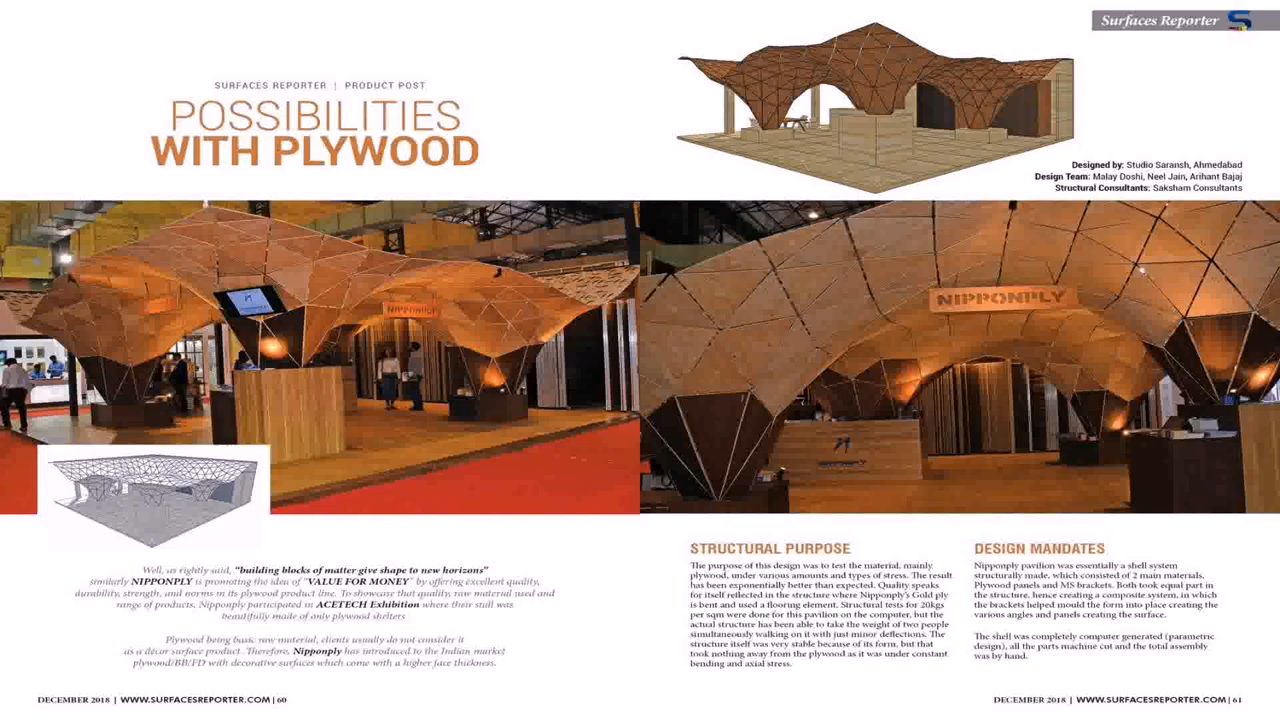 Surfaces Reporter
SURFACES REPORTER | PRODUCT POST
POSSIBILITIES
WITH PLYWOOD
Designed by: Studio Saransh, Ahmedabad
Design Team: Malay Doshi, Neel Jain, Arihant Bajaj
Structural Consultants: Saksham Consultants
NIPPONPLY
NIPPONPLY
Well, as rightly said, "building blocks of matter give shape to new horizons"
similarly NIPPONPLY is promoting the idea of "VALUE FOR MONEY" by offering excellent quality,
durability, strength, and norms in its plywood product line. To showcase that quality, raw material used and
range of products. Nipponply participated in ACETECH Exhibition where their stall was
beautifully made of only plywood shelters
Plywood being basic raw material, clients usually do not consider it
as a décor surface product. Therefore, Nipponply has introduced to the Indian market
plywood/BB/FD with decorative surfaces which come with a higher face thickness.
STRUCTURAL PURPOSE
The purpose of this design was to test the material, mainly
plywood, under various amounts and types of stress. The result
has been exponentially better than expected. Quality speaks
for itself reflected in the structure where Nipponply's Gold ply
is bent and used a flooring element. Structural tests for 20kgs
per sqm were done for this pavilion on the computer, but the
actual structure has been able to take the weight of two people
simultaneously walking on it with just minor deflections. The
structure itself was very stable because of its form, but that
took nothing away from the plywood as it was under constant
bending and axial stress.
DESIGN MANDATES
Nipponply pavilion was essentially a shell system
structurally made, which consisted of 2 main materials,
Plywood panels and MS brackets. Both took equal part in
the structure, hence creating a composite system, in which
the brackets helped mould the form into place creating the
various angles and panels creating the surface.
The shell was completely computer generated (parametric
design), all the parts machine cut and the total assembly
was by hand.
DECEMBER 2018 | WWW.SURFACESREPORTER.COM | 60
DECEMBER 2018 | WWW.SURFACESREPORTER.COM | 61